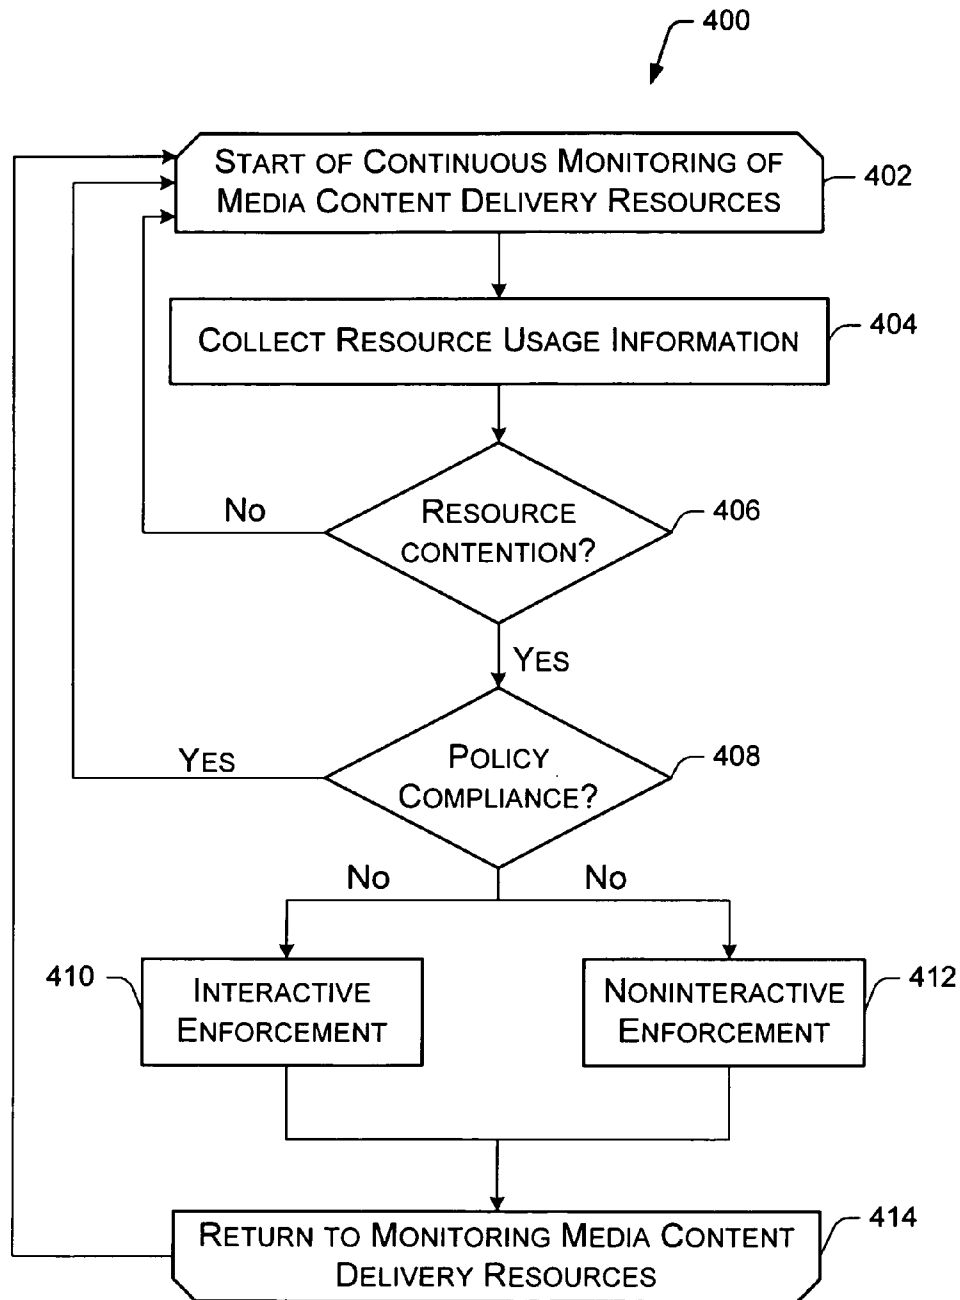 400
START OF CONTINUOUS MONITORING OF
MEDIA CONTENT DELIVERY RESOURCES
402
COLLECT RESOURCE USAGE INFORMATION
404
RESOURCE
CONTENTION?
406
NO
YES
POLICY
COMPLIANCE?
408
YES
NO
NO
410
INTERACTIVE
ENFORCEMENT
NONINTERACTIVE
ENFORCEMENT
412
RETURN TO MONITORING MEDIA CONTENT
DELIVERY RESOURCES
414